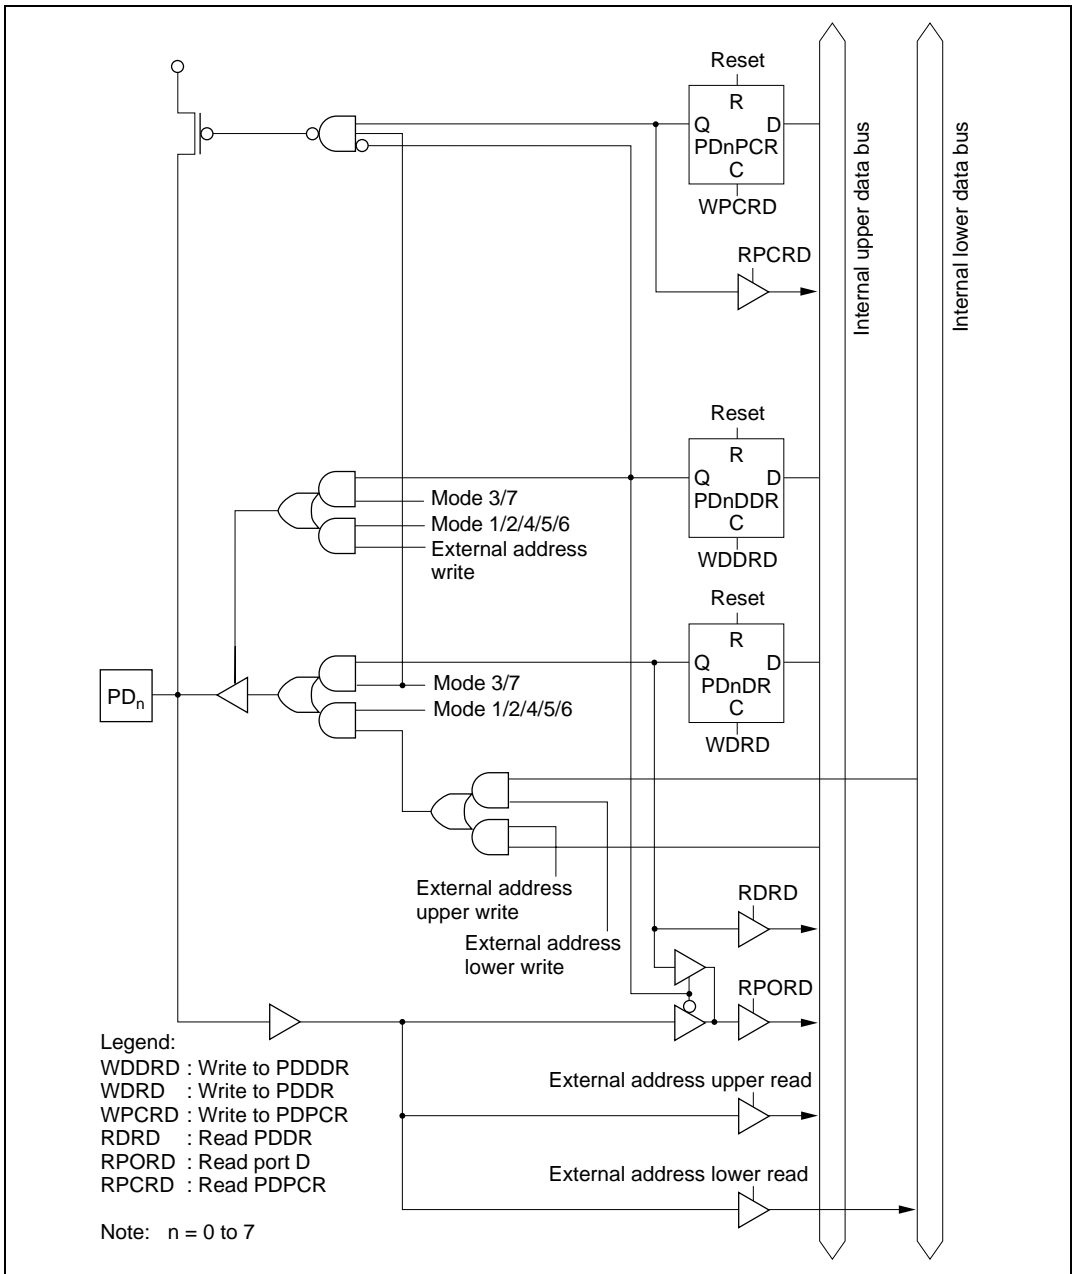 Reset
R
Q D
PDnPCR
C
WPCRD
RPCRD
Internal upper data bus
Internal lower data bus
Reset
R
Q D
PDnDDR
C
WDDRD
Mode 3/7
Mode 1/2/4/5/6
External address
write
Reset
R
Q D
PDnDR
C
WDRD
PDn
Mode 3/7
Mode 1/2/4/5/6
External address
upper write
External address
lower write
RDRD
RPORD
External address upper read
External address lower read
Legend:
WDDRD : Write to PDDDR
WDRD : Write to PDDR
WPCRD : Write to PDPCR
RDRD : Read PDDR
RPORD : Read port D
RPCRD : Read PDPCR
Note: n = 0 to 7